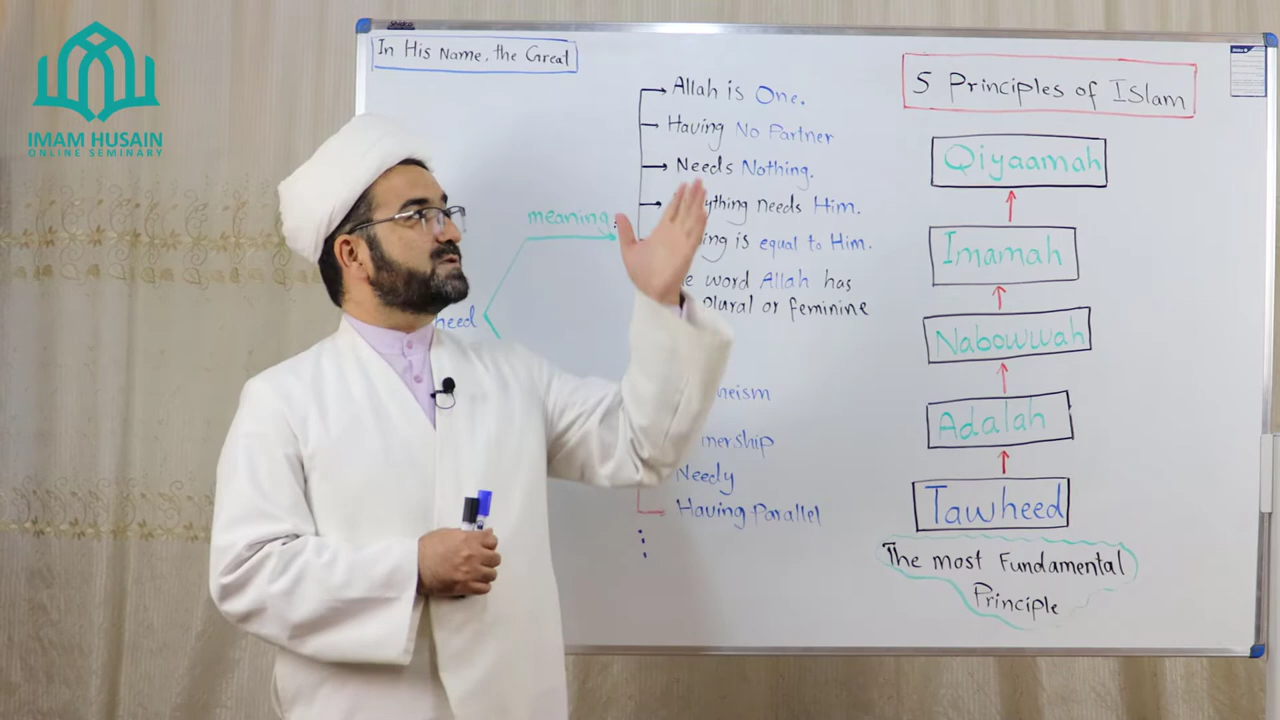 IMAM HUSAIN
ONLINE SEMINARY
In His Name, the Great
meaning
heed
Allah is One.
Having No Partner
Needs Nothing.
ything needs Him.
ing is equal to Him.
word Allah has
Plural or feminine
heism
nership
Needy
Having Parallel
5 Principles of ISlam
Qiyaamah
Imamah
Nabowwah
Adalah
Tawheed
The most Fundamental
Principle